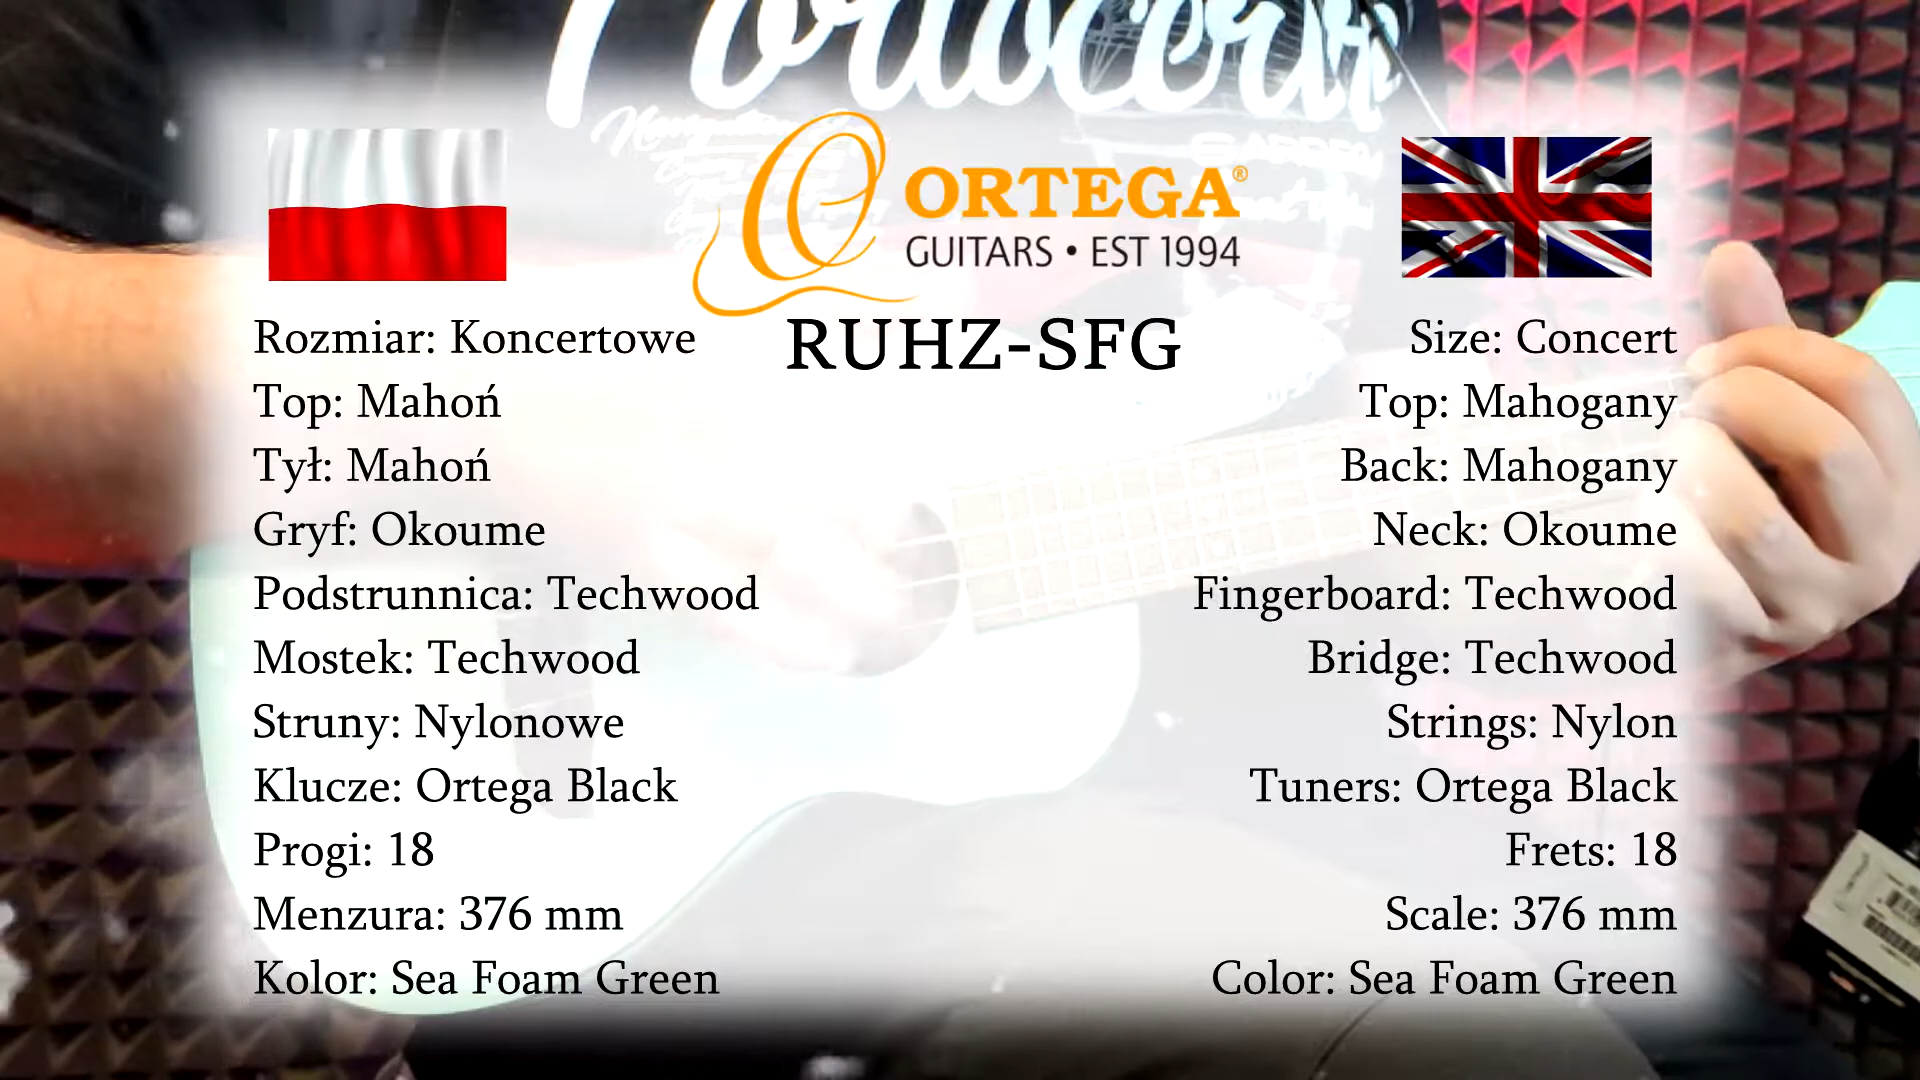 ORTEGA®
GUITARS • EST 1994
RUHZ-SFG
Rozmiar: Koncertowe
Top: Mahoń
Tył: Mahoń
Gryf: Okoume
Podstrunnica: Techwood
Mostek: Techwood
Struny: Nylonowe
Klucze: Ortega Black
Progi: 18
Menzura: 376 mm
Kolor: Sea Foam Green
Size: Concert
Top: Mahogany
Back: Mahogany
Neck: Okoume
Fingerboard: Techwood
Bridge: Techwood
Strings: Nylon
Tuners: Ortega Black
Frets: 18
Scale: 376 mm
Color: Sea Foam Green